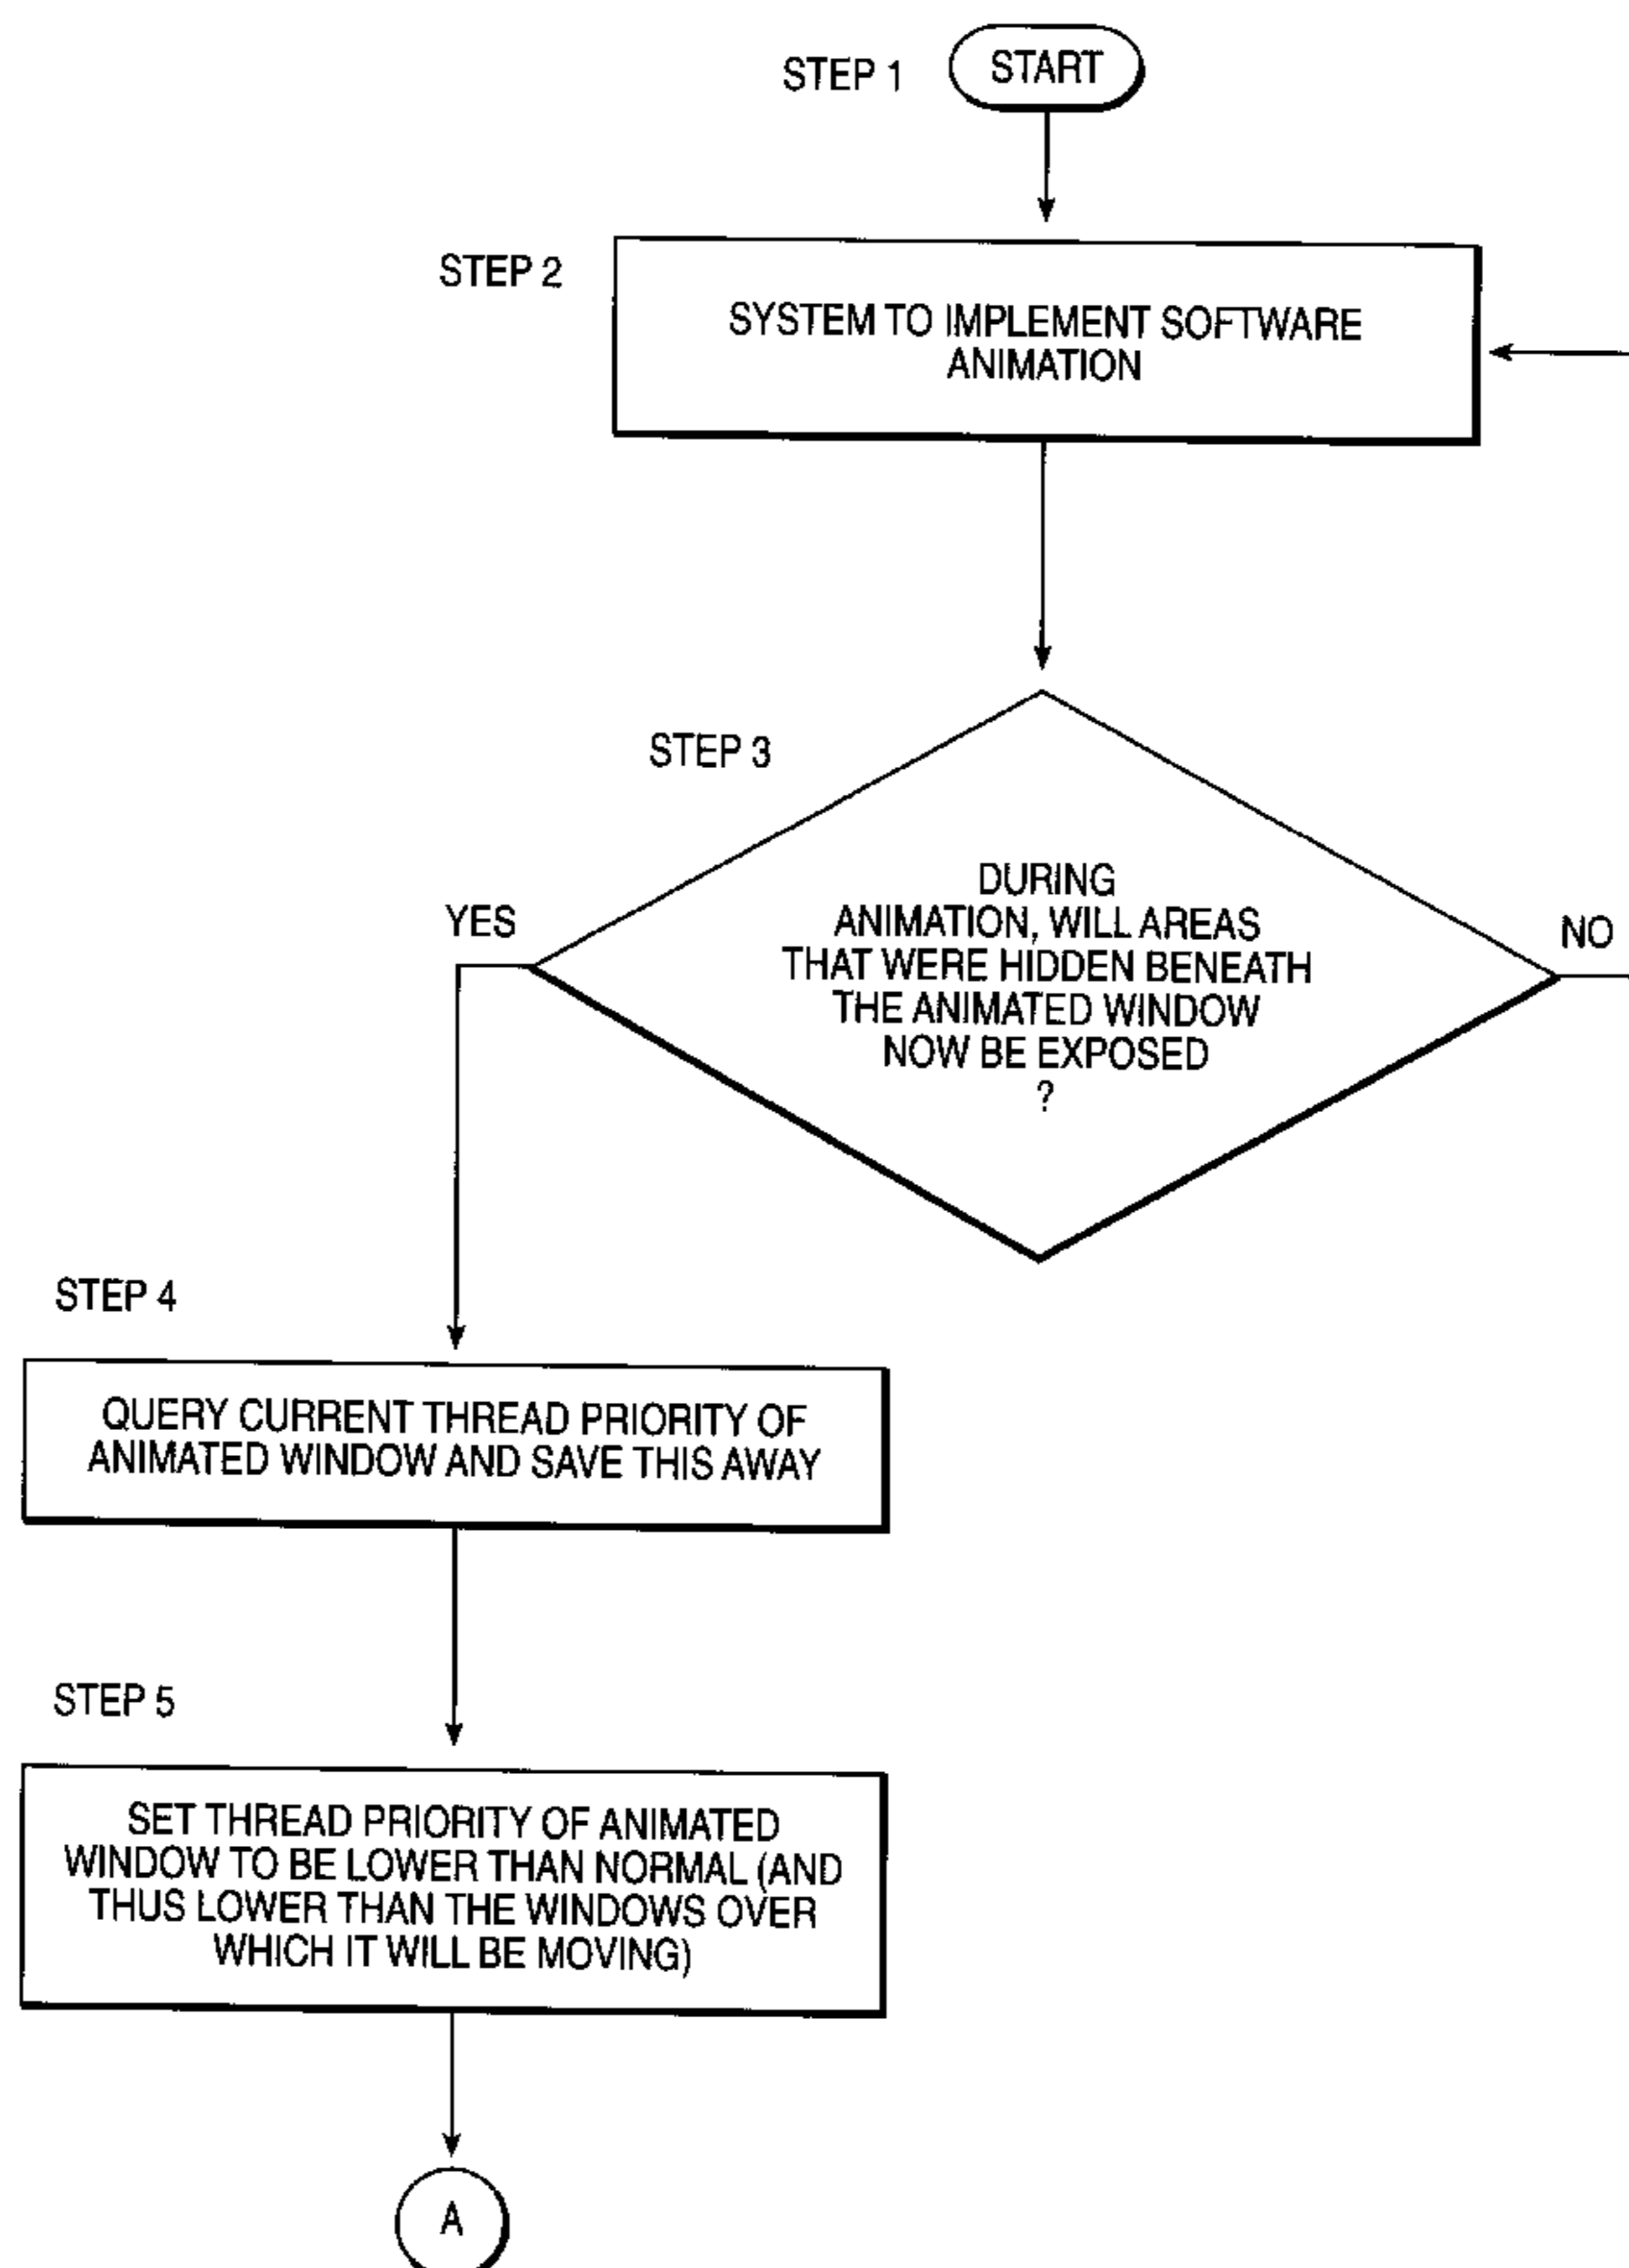 STEP 1
START
STEP 2
SYSTEM TO IMPLEMENT SOFTWARE
ANIMATION
STEP 3
DURING
ANIMATION, WILL AREAS
THAT WERE HIDDEN BENEATH
THE ANIMATED WINDOW
NOW BE EXPOSED
?
YES
NO
STEP 4
QUERY CURRENT THREAD PRIORITY OF
ANIMATED WINDOW AND SAVE THIS AWAY
STEP 5
SET THREAD PRIORITY OF ANIMATED
WINDOW TO BE LOWER THAN NORMAL (AND
THUS LOWER THAN THE WINDOWS OVER
WHICH IT WILL BE MOVING)
A